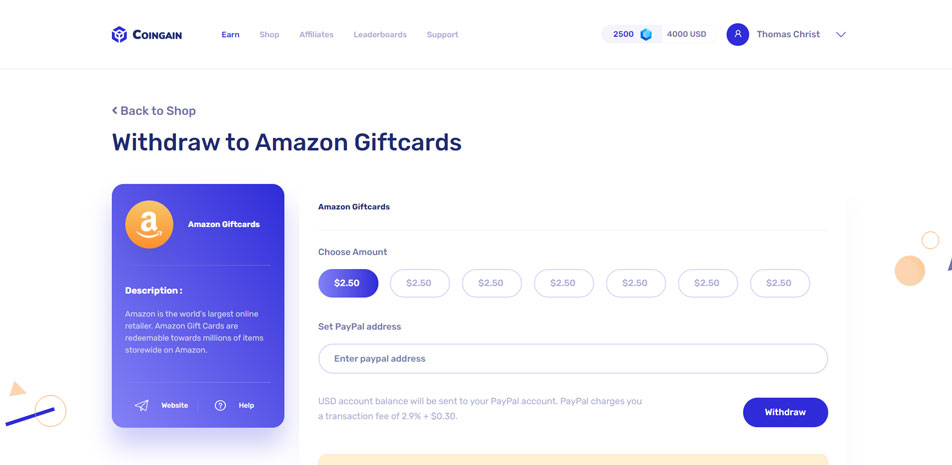 COINGAIN Earn Shop Affiliates Leaderboards Support 2500 4000 USD Thomas Christ
Back to Shop
Withdraw to Amazon Giftcards
a Amazon Giftcards
Description :
Amazon is the world's largest online
retailer. Amazon Gift Cards are
redeemable towards millions of items
storewide on Amazon.
Website Help
Amazon Giftcards
Choose Amount
$2.50 $2.50 $2.50 $2.50 $2.50 $2.50 $2.50
Set PayPal address
Enter paypal address
USD account balance will be sent to your PayPal account. PayPal charges you
a transaction fee of 2.9% + $0.30.
Withdraw